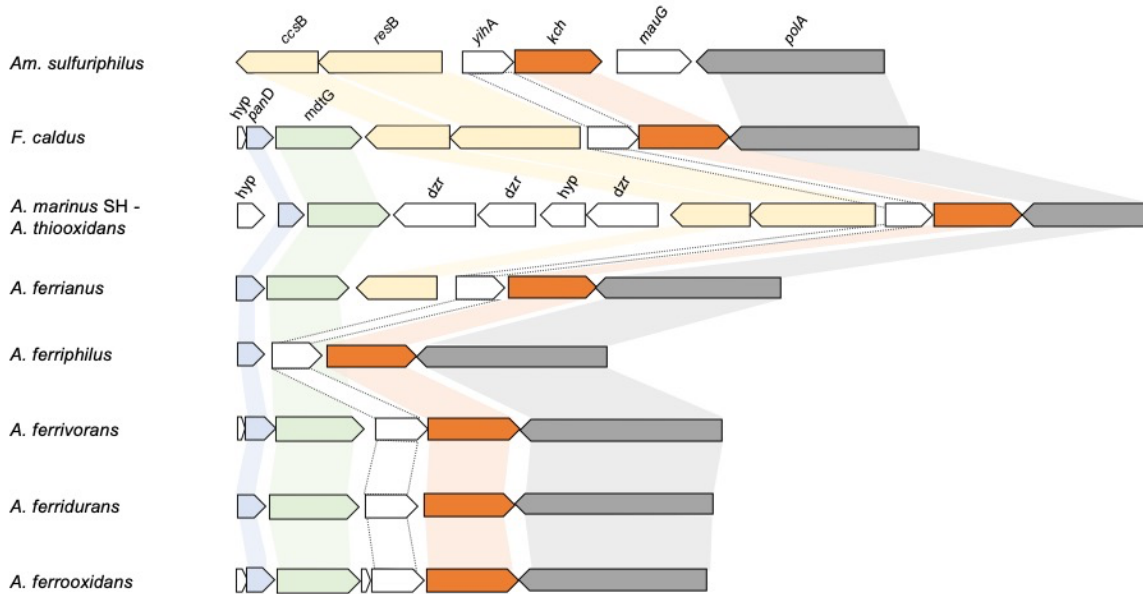 ccsB resB yihA kch mauG polA
Am. sulfuriphilus
hyp panD mdtG
F. caldus
hyp dzr dzr hyp dzr
A. marinus SH -
A. thiooxidans
A. ferrianus
A. ferriphilus
A. ferrivorans
A. ferridurans
A. ferrooxidans